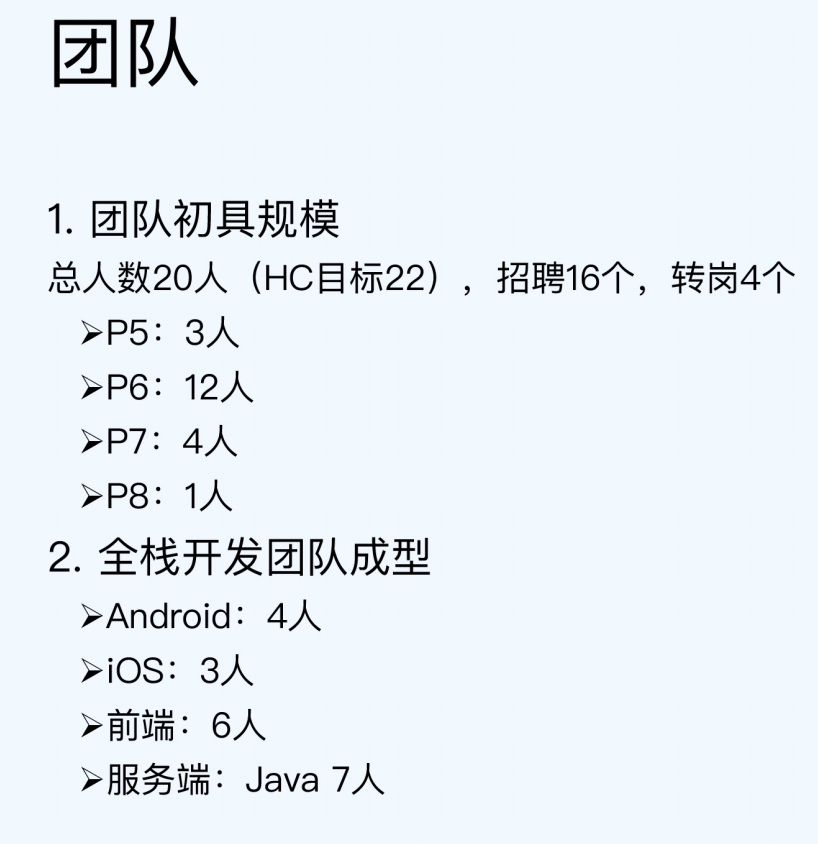 团队
1. 团队初具规模
总人数20人（HC目标22），招聘16个，转岗4个
➢P5：3人
➢P6：12人
➢P7：4人
➢P8：1人
2. 全栈开发团队成型
➢Android：4人
➢iOS：3人
➢前端：6人
➢服务端：Java 7人